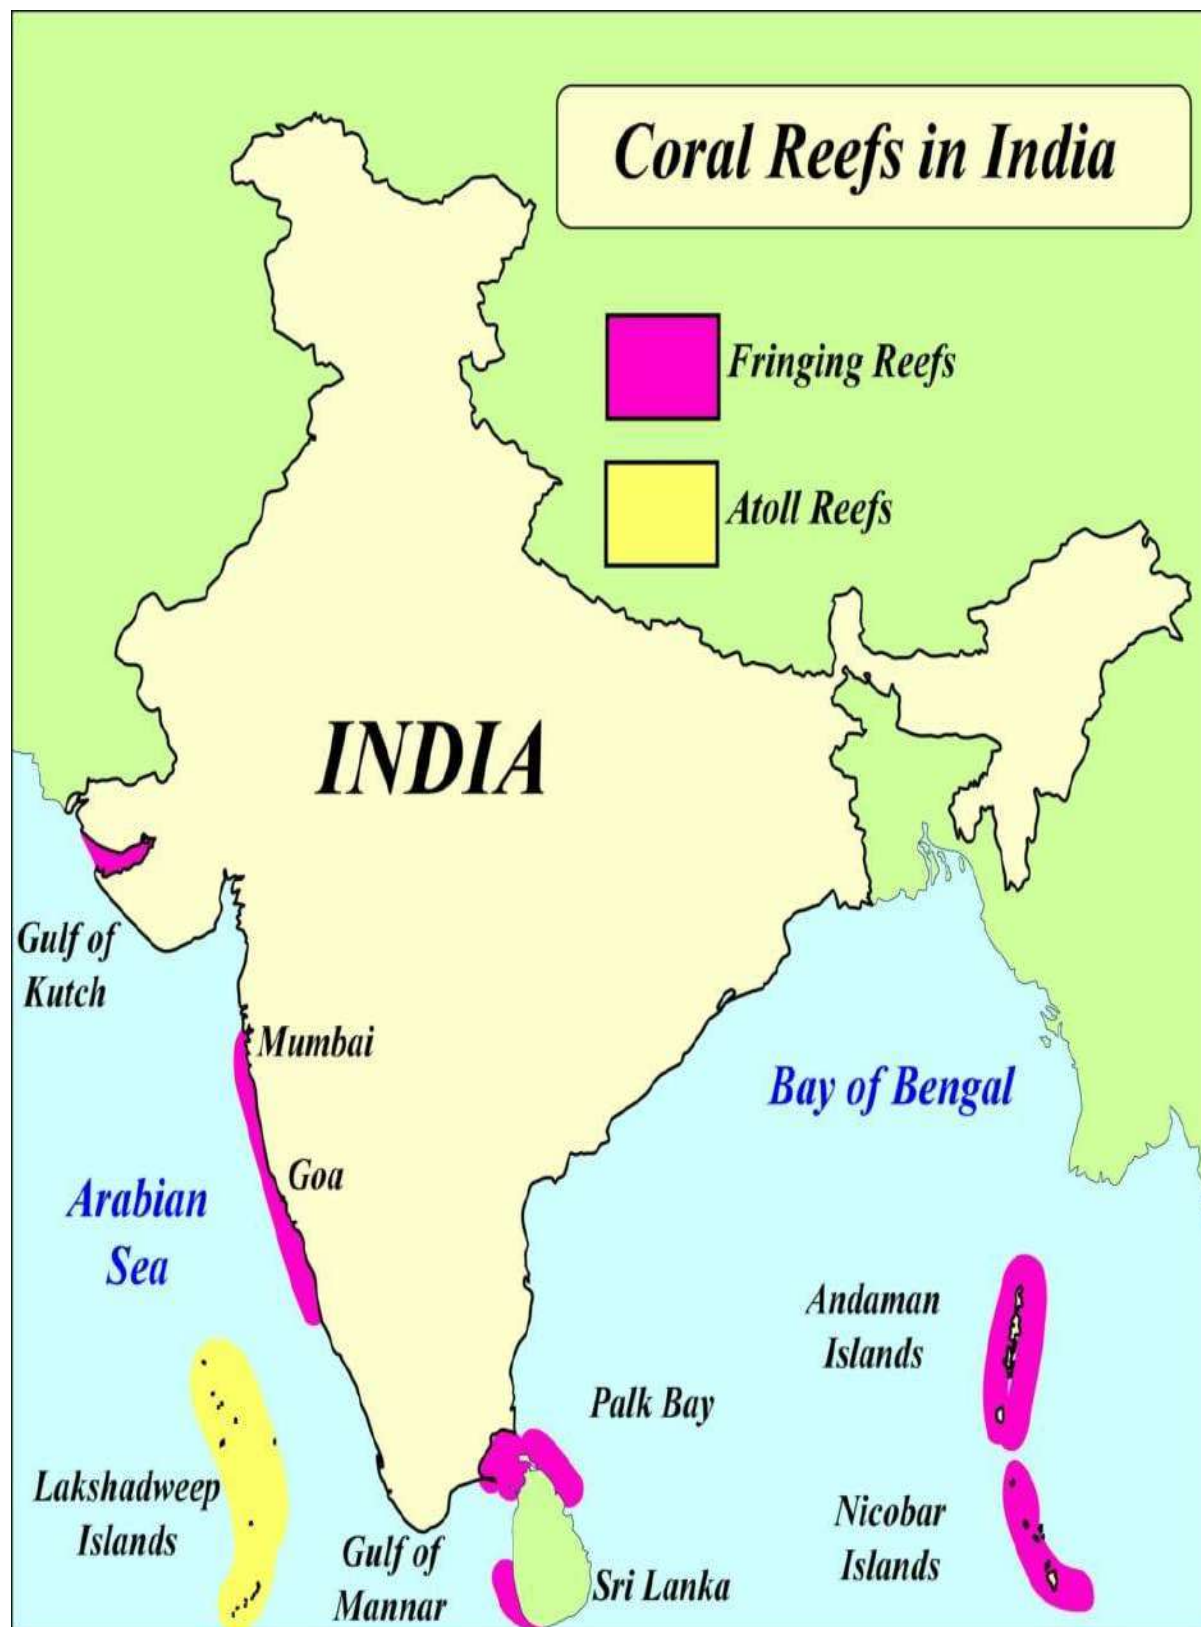 Coral Reefs in India
Fringing Reefs
Atoll Reefs
INDIA
Gulf of
Kutch
Mumbai
Bay of Bengal
Goa
Arabian
Sea
Andaman
Islands
Palk Bay
Lakshadweep
Islands
Nicobar
Islands
Gulf of
Mannar
Sri Lanka